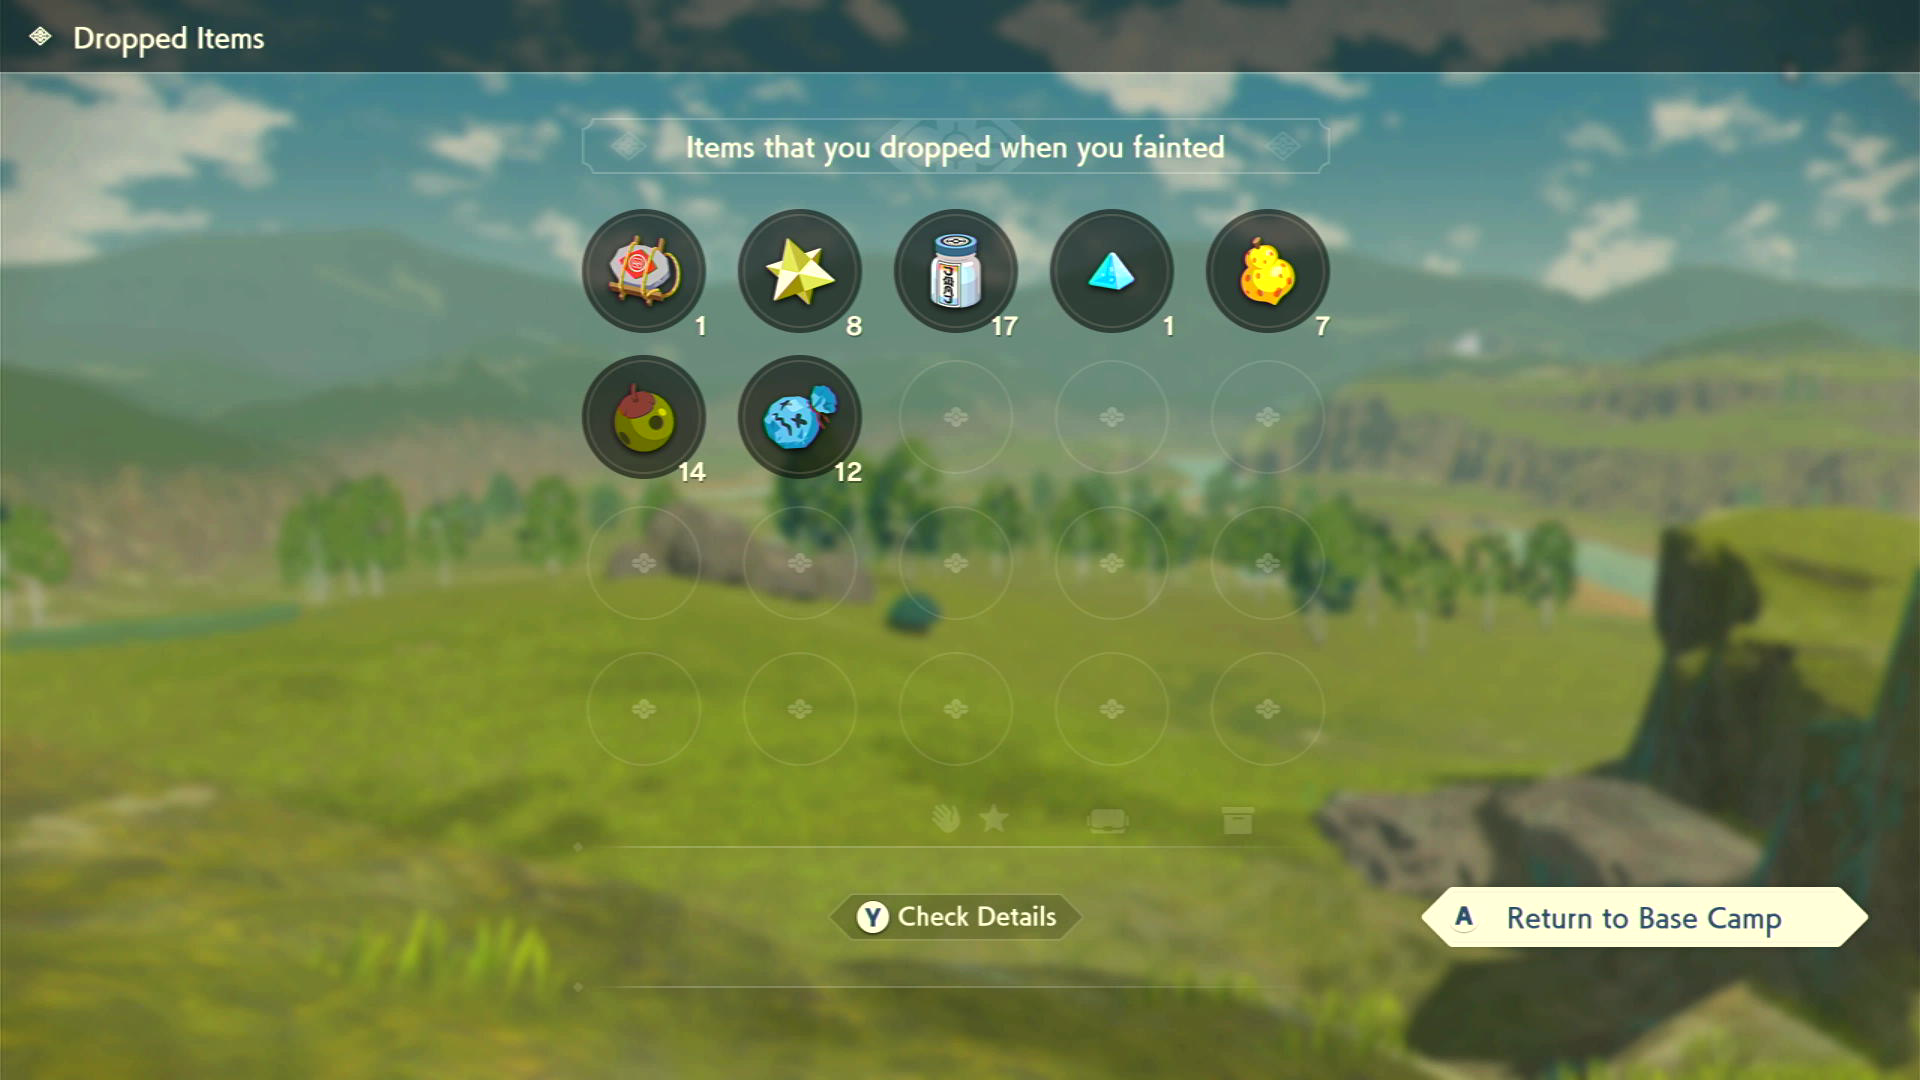 Dropped Items
Items that you dropped when you fainted
1
8
17
1
7
14
12
Y Check Details
A Return to Base Camp